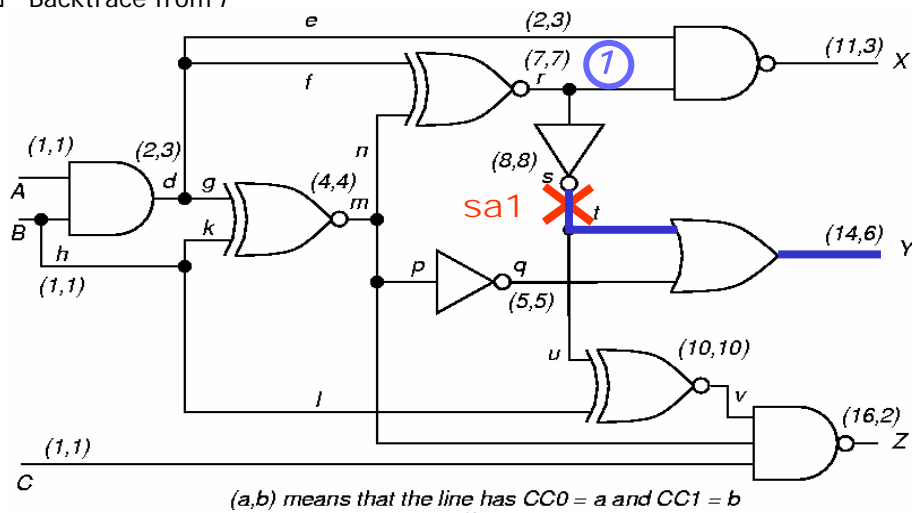 Backtrace from r
e (2,3) (11,3) X
(7,7) 1
f r
(1,1) (2,3) n (8,8)
A d g (4,4) s
m sa1 t
B k (14,6) Y
h p q
(1,1) (5,5)
u (10,10)
l v
(1,1) (16,2)
C Z
(a,b) means that the line has CC0 = a and CC1 = b